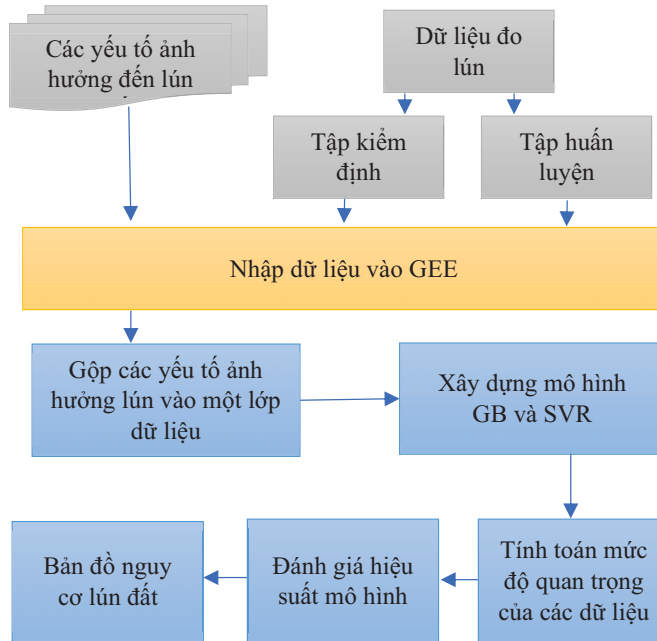 Các yếu tố ảnh
hưởng đến lún
Dữ liệu đo
lún
Tập kiểm
định
Tập huấn
luyện
Nhập dữ liệu vào GEE
Gộp các yếu tố ảnh
hưởng lún vào một lớp
dữ liệu
Xây dựng mô hình
GB và SVR
Bản đồ nguy
cơ lún đất
Đánh giá hiệu
suất mô hình
Tính toán mức
độ quan trọng
của các dữ liệu